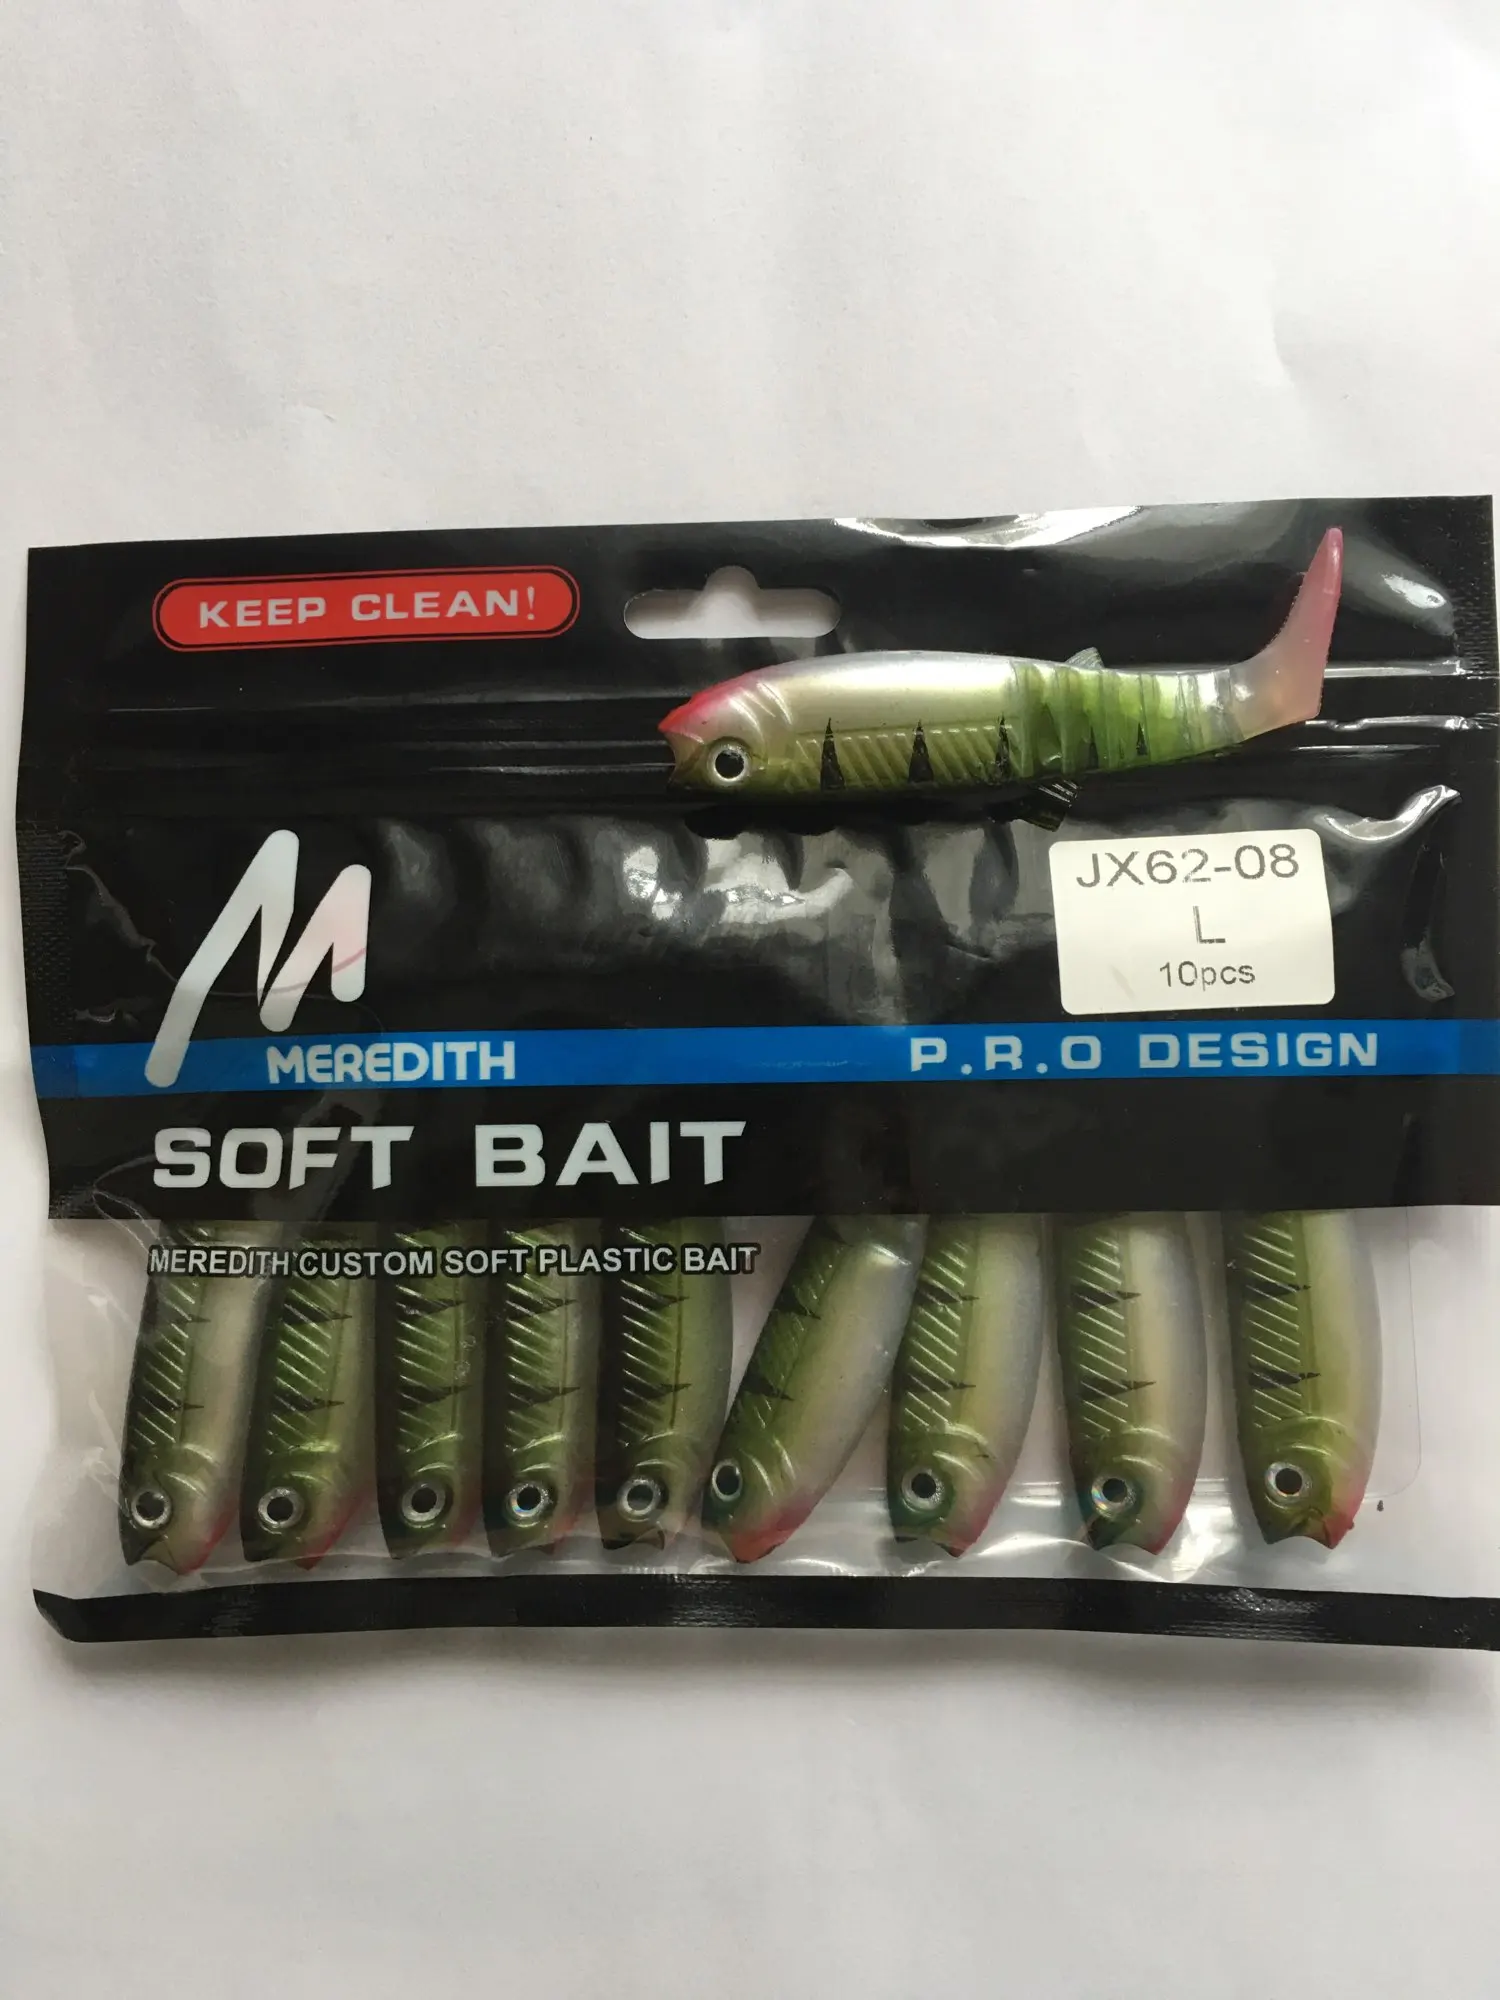 KEEP CLEAN!
JX62-08
L
10pcs
MEREDITH
P.R.O DESIGN
SOFT BAIT
MEREDITH CUSTOM SOFT PLASTIC BAIT